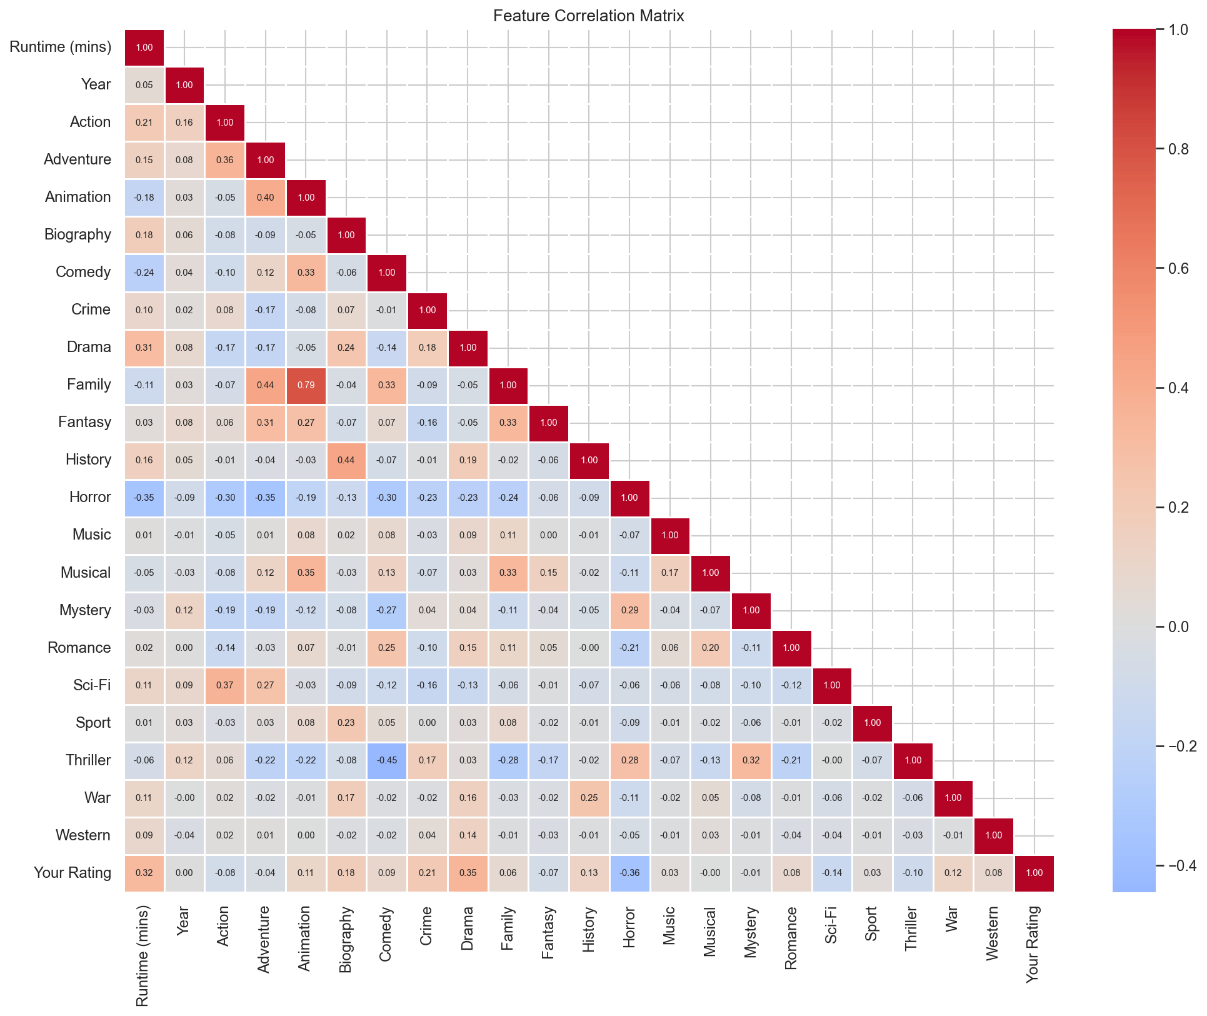 Feature Correlation Matrix
Runtime (mins) 1.00
Year 0.05 1.00
Action 0.21 0.16 1.00
Adventure 0.15 0.08 0.36 1.00
Animation -0.18 0.03 -0.05 0.40 1.00
Biography 0.18 0.06 -0.08 -0.09 -0.05 1.00
Comedy -0.24 0.04 -0.10 0.12 0.33 -0.06 1.00
Crime 0.10 0.02 0.08 -0.17 -0.08 0.07 -0.01 1.00
Drama 0.31 0.08 -0.17 -0.17 -0.05 0.24 -0.14 0.18 1.00
Family -0.11 0.03 -0.07 0.44 0.79 -0.04 0.33 -0.09 -0.05 1.00
Fantasy 0.03 0.08 0.06 0.31 0.27 -0.07 0.07 -0.16 -0.05 0.33 1.00
History 0.16 0.05 -0.01 -0.04 -0.03 0.44 -0.07 -0.01 0.19 -0.02 -0.06 1.00
Horror -0.35 -0.09 -0.30 -0.35 -0.19 -0.13 -0.30 -0.23 -0.23 -0.24 -0.06 -0.09 1.00
Music 0.01 -0.01 -0.05 0.01 0.08 0.02 0.08 -0.03 0.09 0.11 0.00 -0.01 -0.07 1.00
Musical -0.05 -0.03 -0.08 0.12 0.35 -0.03 0.13 -0.07 0.03 0.33 0.15 -0.02 -0.11 0.17 1.00
Mystery -0.03 0.12 -0.19 -0.19 -0.12 -0.08 -0.27 0.04 0.04 -0.11 -0.04 -0.05 0.29 -0.04 -0.07 1.00
Romance 0.02 0.00 -0.14 -0.03 0.07 -0.01 0.25 -0.10 0.15 0.11 0.05 -0.00 -0.21 0.06 0.20 -0.11 1.00
Sci-Fi 0.11 0.09 0.37 0.27 -0.03 -0.09 -0.12 -0.16 -0.13 -0.06 -0.01 -0.07 -0.06 -0.06 -0.08 -0.10 -0.12 1.00
Sport 0.01 0.03 -0.03 0.03 0.08 0.23 0.05 0.00 0.03 0.08 -0.02 -0.01 -0.09 -0.01 -0.02 -0.06 -0.01 -0.02 1.00
Thriller -0.06 0.12 0.06 -0.22 -0.22 -0.08 -0.45 0.17 0.03 -0.28 -0.17 -0.02 0.28 -0.07 -0.13 0.32 -0.21 -0.00 -0.07 1.00
War 0.11 -0.00 0.02 -0.02 -0.01 0.17 -0.02 -0.02 0.16 -0.03 -0.02 0.25 -0.11 -0.02 0.05 -0.08 -0.01 -0.06 -0.02 -0.06 1.00
Western 0.09 -0.04 0.02 0.01 0.00 -0.02 -0.02 0.04 0.14 -0.01 -0.03 -0.01 -0.05 -0.01 0.03 -0.01 -0.04 -0.04 -0.01 -0.03 -0.01 1.00
Your Rating 0.32 0.00 -0.08 -0.04 0.11 0.18 0.09 0.21 0.35 0.06 -0.07 0.13 -0.36 0.03 -0.00 -0.01 0.08 -0.14 0.03 -0.10 0.12 0.08 1.00
Runtime (mins) Year Action Adventure Animation Biography Comedy Crime Drama Family Fantasy History Horror Music Musical Mystery Romance Sci-Fi Sport Thriller War Western Your Rating
1.0
0.8
0.6
0.4
0.2
0.0
−0.2
−0.4